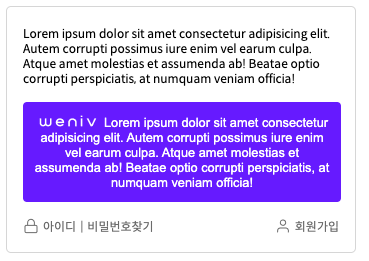 Lorem ipsum dolor sit amet consectetur adipisicing elit.
Autem corrupti possimus iure enim vel earum culpa.
Atque amet molestias et assumenda ab! Beatae optio
corrupti perspiciatis, at numquam veniam officia!
weniv Lorem ipsum dolor sit amet consectetur
adipisicing elit. Autem corrupti possimus iure enim
vel earum culpa. Atque amet molestias et
assumenda ab! Beatae optio corrupti perspiciatis, at
numquam veniam officia!
아이디 | 비밀번호찾기 회원가입